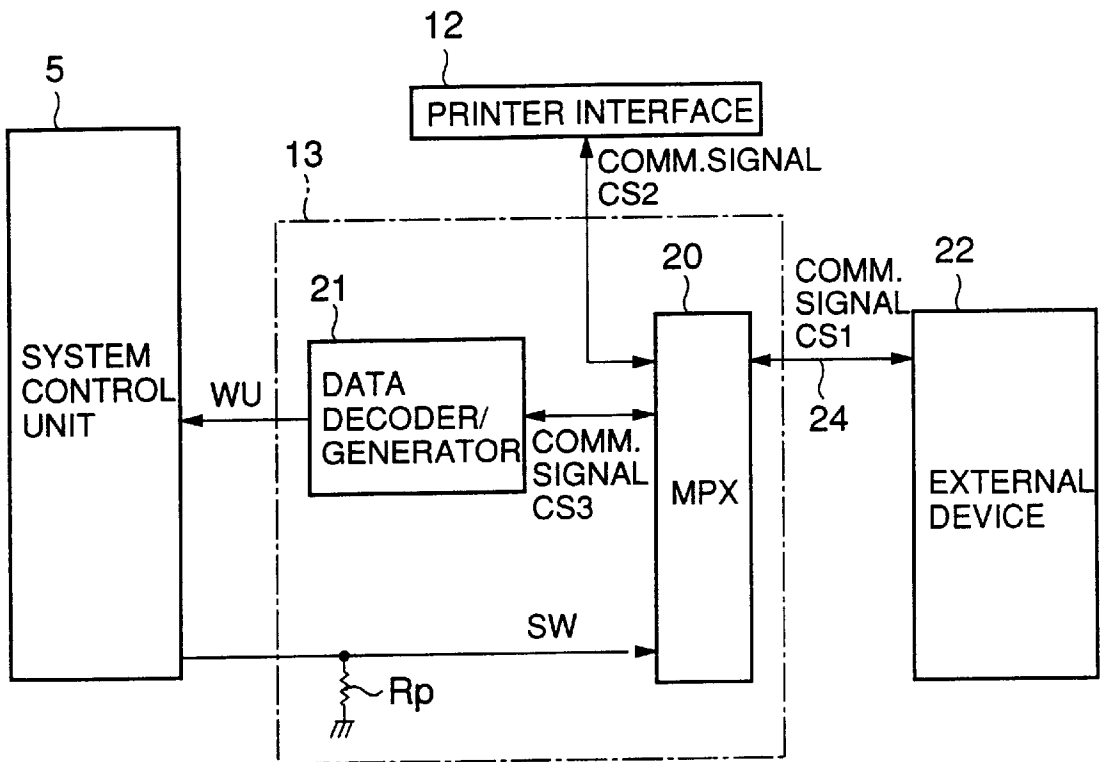 12
5
PRINTER INTERFACE
13
COMM.SIGNAL
CS2
20
COMM.
SIGNAL
CS1
22
21
SYSTEM
CONTROL
UNIT
WU
DATA
DECODER/
GENERATOR
24
COMM.
SIGNAL
CS3
MPX
EXTERNAL
DEVICE
SW
Rp